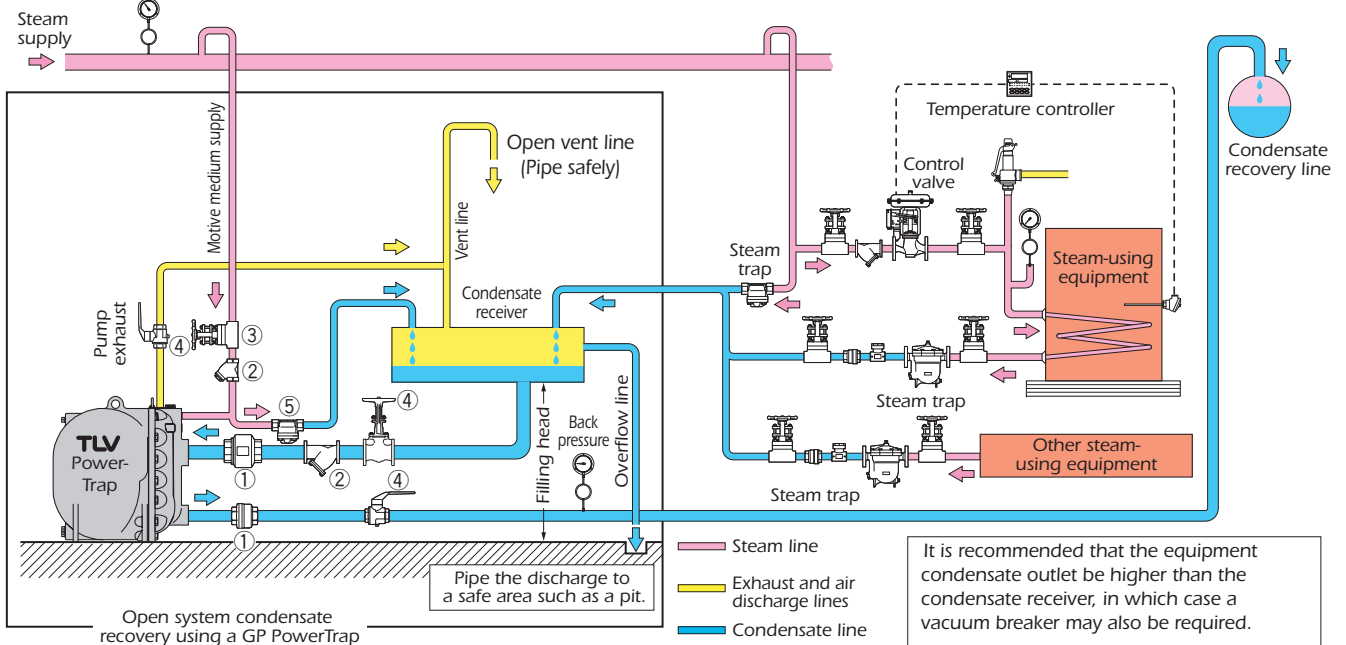 Steam
supply
Motive medium supply
Open vent line
(Pipe safely)
Vent line
Temperature controller
Control
valve
Condensate
recovery line
Steam
trap
Steam-using
equipment
Condensate
receiver
Pump
exhaust
④
③
②
⑤
④
Steam trap
TLV
Power-
Trap
①
②
④
①
Filling head
Back
pressure
Overflow line
Other steam-
using equipment
Steam trap
Pipe the discharge to
a safe area such as a pit.
Open system condensate
recovery using a GP PowerTrap
Steam line
Exhaust and air
discharge lines
Condensate line
It is recommended that the equipment
condensate outlet be higher than the
condensate receiver, in which case a
vacuum breaker may also be required.